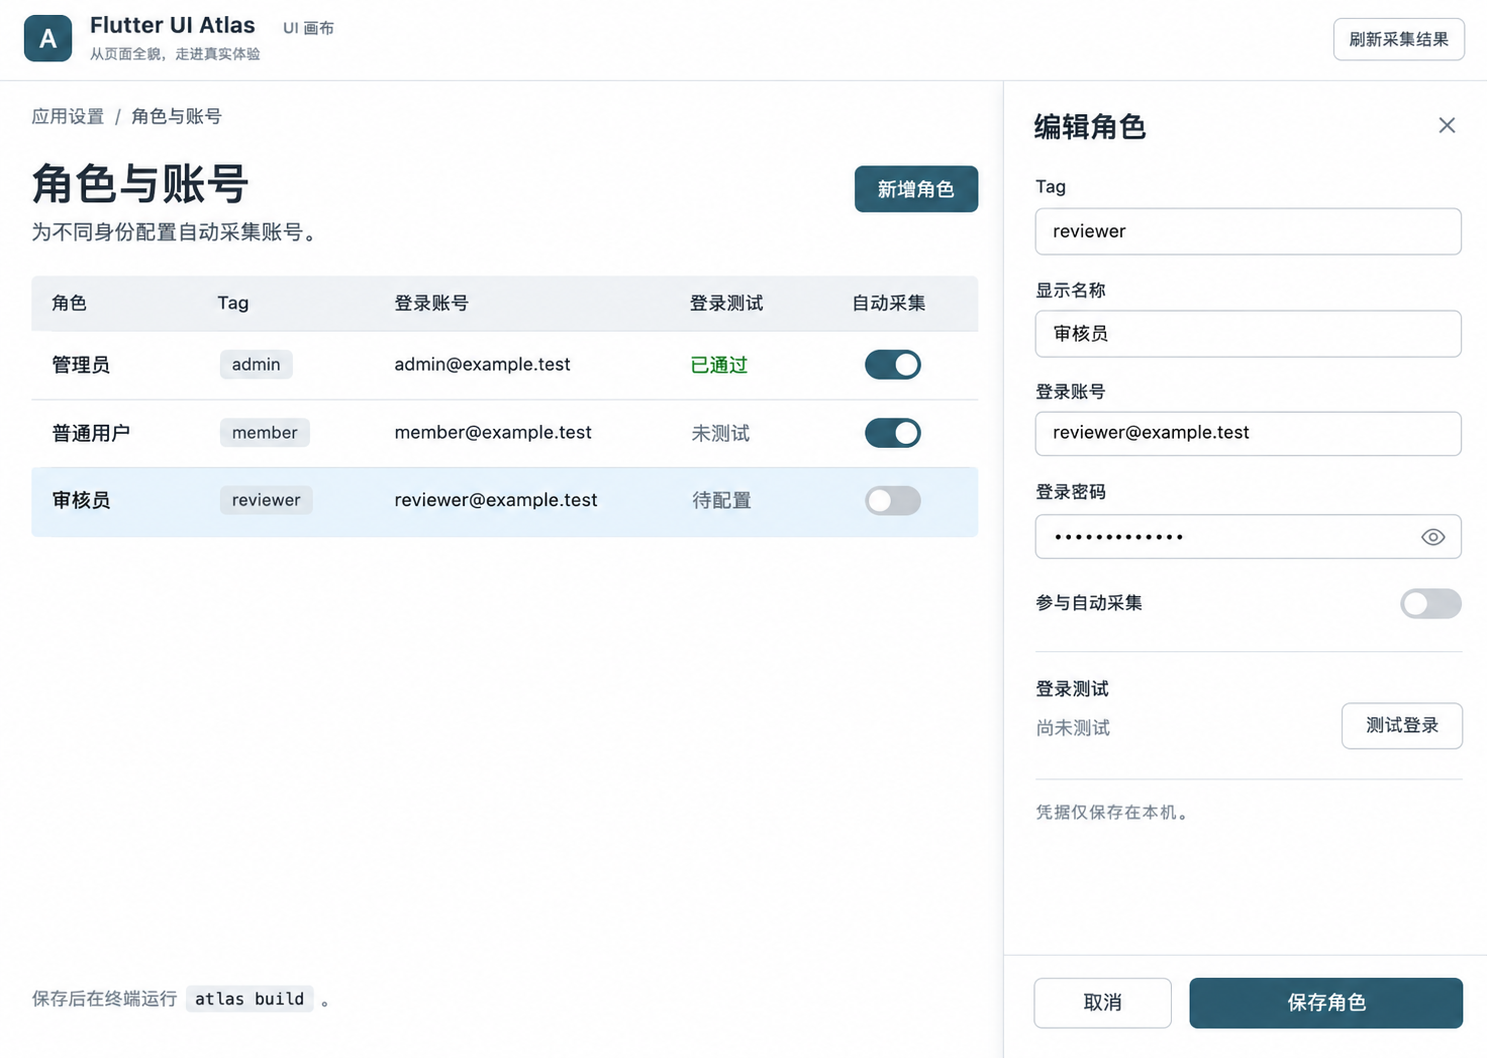 A
Flutter UI Atlas
UI 画布
从页面全貌，走进真实体验
刷新采集结果
应用设置 / 角色与账号
角色与账号
为不同身份配置自动采集账号。
新增角色
角色 Tag 登录账号 登录测试 自动采集
管理员 admin admin@example.test 已通过
普通用户 member member@example.test 未测试
审核员 reviewer reviewer@example.test 待配置
保存后在终端运行 atlas build 。
编辑角色
Tag
reviewer
显示名称
审核员
登录账号
reviewer@example.test
登录密码
•••••••••••••
参与自动采集
登录测试
尚未测试
测试登录
凭据仅保存在本机。
取消
保存角色